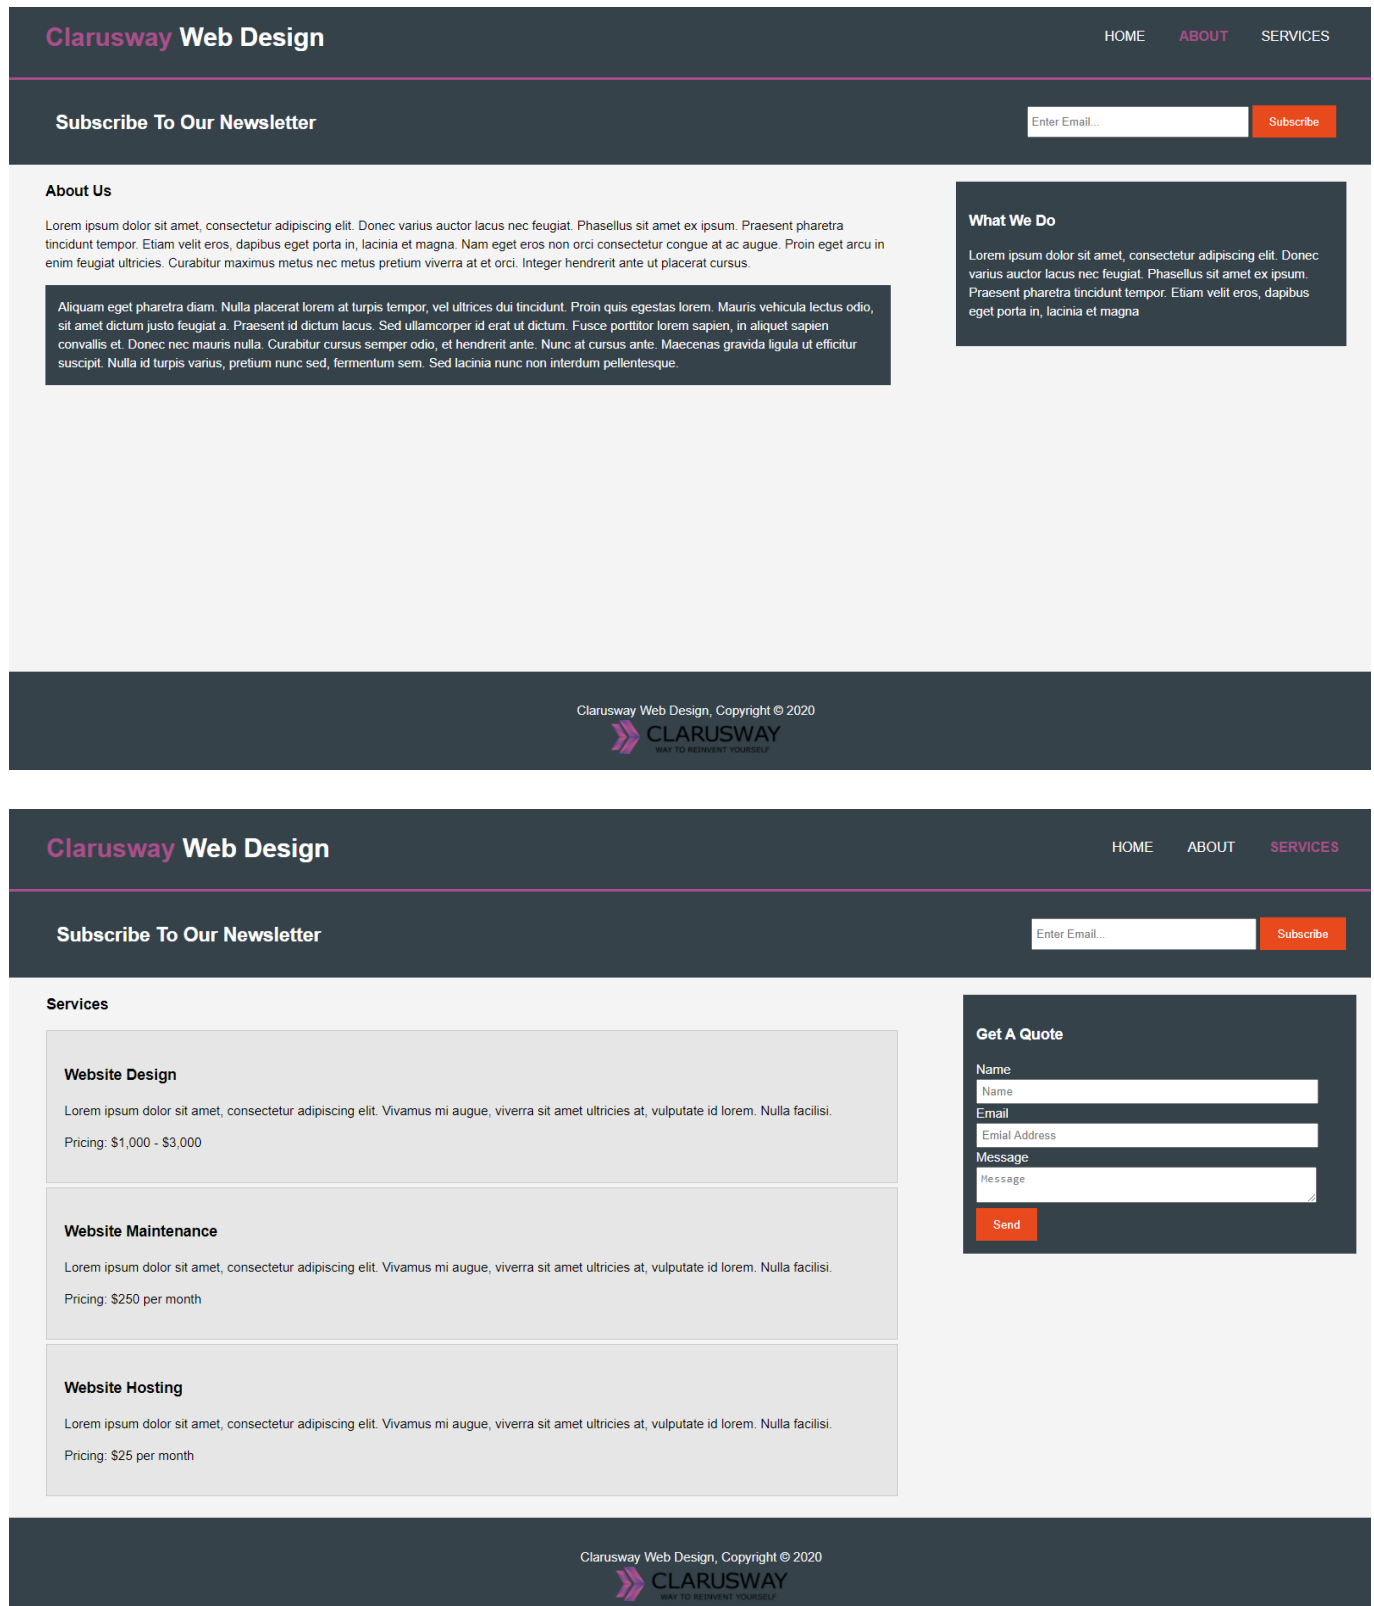 Clarusway Web Design
HOME ABOUT SERVICES
Subscribe To Our Newsletter
Enter Email...
Subscribe
About Us
Lorem ipsum dolor sit amet, consectetur adipiscing elit. Donec varius auctor lacus nec feugiat. Phasellus sit amet ex ipsum. Praesent pharetra
tincidunt tempor. Etiam velit eros, dapibus eget porta in, lacinia et magna. Nam eget eros non orci consectetur congue at ac augue. Proin eget arcu in
enim feugiat ultricies. Curabitur maximus metus nec metus pretium viverra at et orci. Integer hendrerit ante ut placerat cursus.
Aliquam eget pharetra diam. Nulla placerat lorem at turpis tempor, vel ultrices dui tincidunt. Proin quis egestas lorem. Mauris vehicula lectus odio,
sit amet dictum justo feugiat a. Praesent id dictum lacus. Sed ullamcorper id erat ut dictum. Fusce porttitor lorem sapien, in aliquet sapien
convallis et. Donec nec mauris nulla. Curabitur cursus semper odio, et hendrerit ante. Nunc at cursus ante. Maecenas gravida ligula ut efficitur
suscipit. Nulla id turpis varius, pretium nunc sed, fermentum sem. Sed lacinia nunc non interdum pellentesque.
What We Do
Lorem ipsum dolor sit amet, consectetur adipiscing elit. Donec
varius auctor lacus nec feugiat. Phasellus sit amet ex ipsum.
Praesent pharetra tincidunt tempor. Etiam velit eros, dapibus
eget porta in, lacinia et magna
Clarusway Web Design, Copyright © 2020
CLARUSWAY
WAY TO REINVENT YOURSELF
Clarusway Web Design
HOME ABOUT SERVICES
Subscribe To Our Newsletter
Enter Email...
Subscribe
Services
Website Design
Lorem ipsum dolor sit amet, consectetur adipiscing elit. Vivamus mi augue, viverra sit amet ultricies at, vulputate id lorem. Nulla facilisi.
Pricing: $1,000 - $3,000
Website Maintenance
Lorem ipsum dolor sit amet, consectetur adipiscing elit. Vivamus mi augue, viverra sit amet ultricies at, vulputate id lorem. Nulla facilisi.
Pricing: $250 per month
Website Hosting
Lorem ipsum dolor sit amet, consectetur adipiscing elit. Vivamus mi augue, viverra sit amet ultricies at, vulputate id lorem. Nulla facilisi.
Pricing: $25 per month
Get A Quote
Name
Name
Email
Emial Address
Message
Message
Send
Clarusway Web Design, Copyright © 2020
CLARUSWAY
WAY TO REINVENT YOURSELF